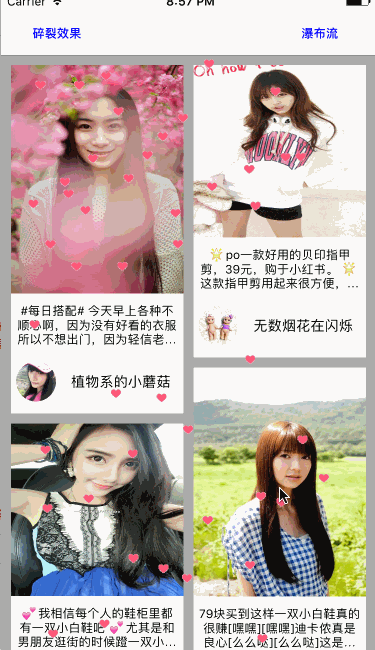 Carrier
8:57 PM
碎裂效果
瀑布流
#每日搭配# 今天早上各种不
顺心啊，因为没有好看的衣服
所以不想出门，因为轻信老...
植物系的小蘑菇
🌟 po一款好用的贝印指甲
剪，39元，购于小红书。 🌟
这款指甲剪用起来很方便，...
无数烟花在闪烁
💕 我相信每个人的鞋柜里都
有一双小白鞋吧 尤其是和
男朋友逛街的时候蹬一双小...
79块买到这样一双小白鞋真的
很赚[嘿嘿][嘿嘿]迪卡侬真是
良心[么么哒][么么哒]这是...